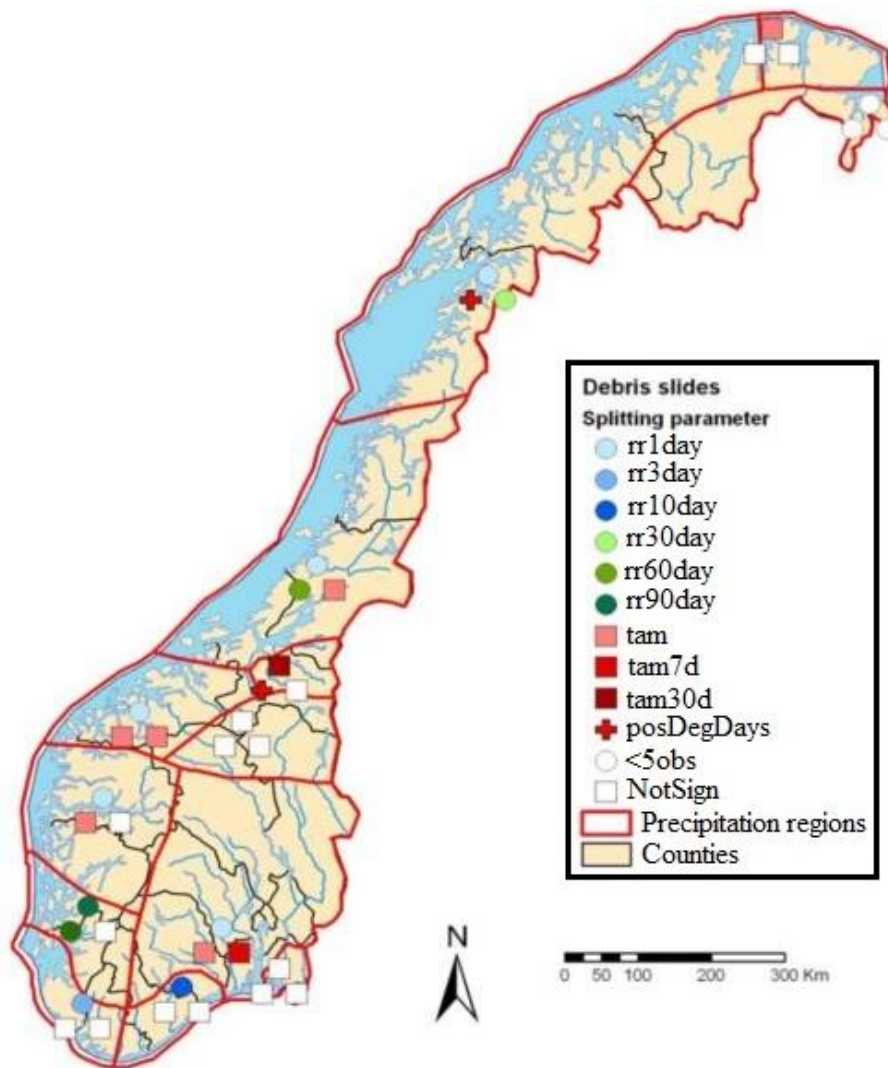 Debris slides
Splitting parameter
rr1day
rr3day
rr10day
rr30day
rr60day
rr90day
tam
tam7d
tam30d
posDegDays
<5obs
NotSign
Precipitation regions
Counties
N
0 50 100 200 300 Km